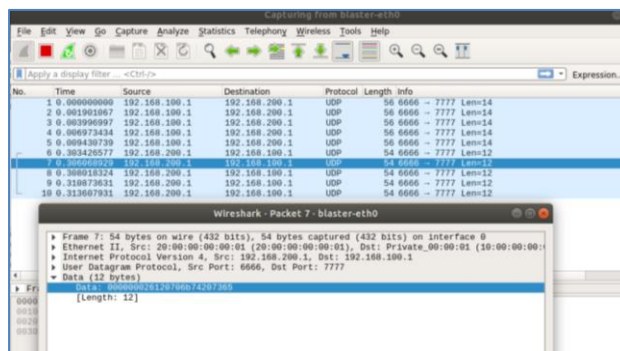 Capturing from blaster-eth0
File Edit View Go Capture Analyze Statistics Telephony Wireless Tools Help
Apply a display filter ... <Ctrl-/> Expression...
No. Time Source Destination Protocol Length Info
1 0.000000000 192.168.100.1 192.168.200.1 UDP 56 6666 → 7777 Len=14
2 0.001901067 192.168.100.1 192.168.200.1 UDP 56 6666 → 7777 Len=14
3 0.003996997 192.168.100.1 192.168.200.1 UDP 56 6666 → 7777 Len=14
4 0.006973434 192.168.100.1 192.168.200.1 UDP 56 6666 → 7777 Len=14
5 0.009430739 192.168.100.1 192.168.200.1 UDP 56 6666 → 7777 Len=14
6 0.303426577 192.168.200.1 192.168.100.1 UDP 54 6666 → 7777 Len=12
7 0.306068929 192.168.200.1 192.168.100.1 UDP 54 6666 → 7777 Len=12
8 0.308018324 192.168.200.1 192.168.100.1 UDP 54 6666 → 7777 Len=12
9 0.310873631 192.168.200.1 192.168.100.1 UDP 54 6666 → 7777 Len=12
10 0.313607931 192.168.200.1 192.168.100.1 UDP 54 6666 → 7777 Len=12
Wireshark · Packet 7 · blaster-eth0
Frame 7: 54 bytes on wire (432 bits), 54 bytes captured (432 bits) on interface 0
Ethernet II, Src: 20:00:00:00:00:01 (20:00:00:00:00:01), Dst: Private_00:00:01 (10:00:00:00:
Internet Protocol Version 4, Src: 192.168.200.1, Dst: 192.168.100.1
User Datagram Protocol, Src Port: 6666, Dst Port: 7777
Data (12 bytes)
Data: 000000026120706b74207365
[Length: 12]
Fr
0000
0010
0020
0030